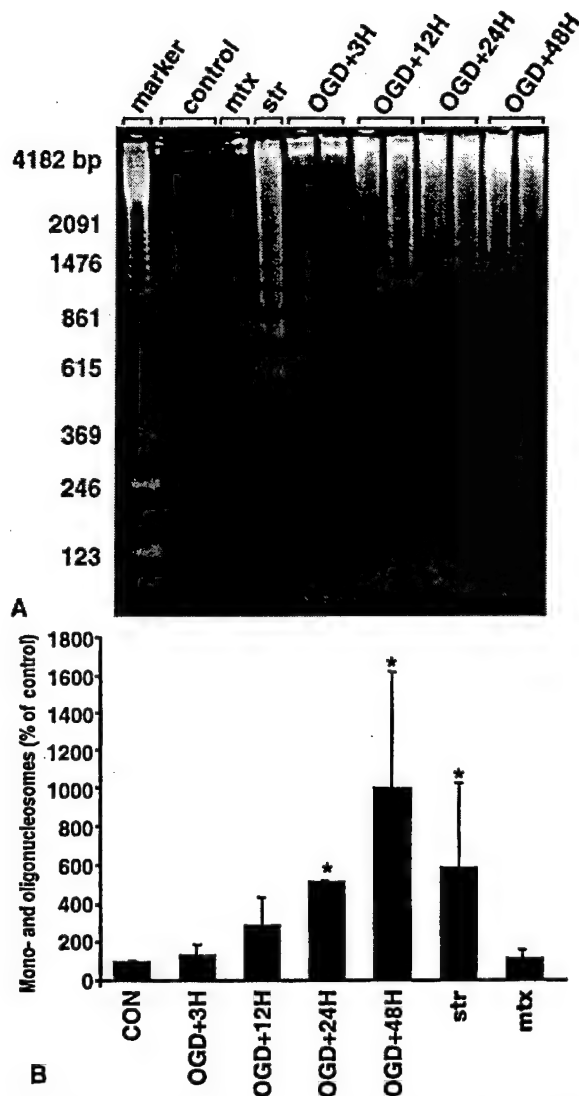 marker
control
mtx
str
OGD+3H
OGD+12H
OGD+24H
OGD+48H
4182 bp
2091
1476
861
615
369
246
123
A
Mono- and oligonucleosomes (% of control)
1800
1600
1400
1200
1000
800
600
400
200
0
*
*
*
CON
OGD+3H
OGD+12H
OGD+24H
OGD+48H
str
mtx
B